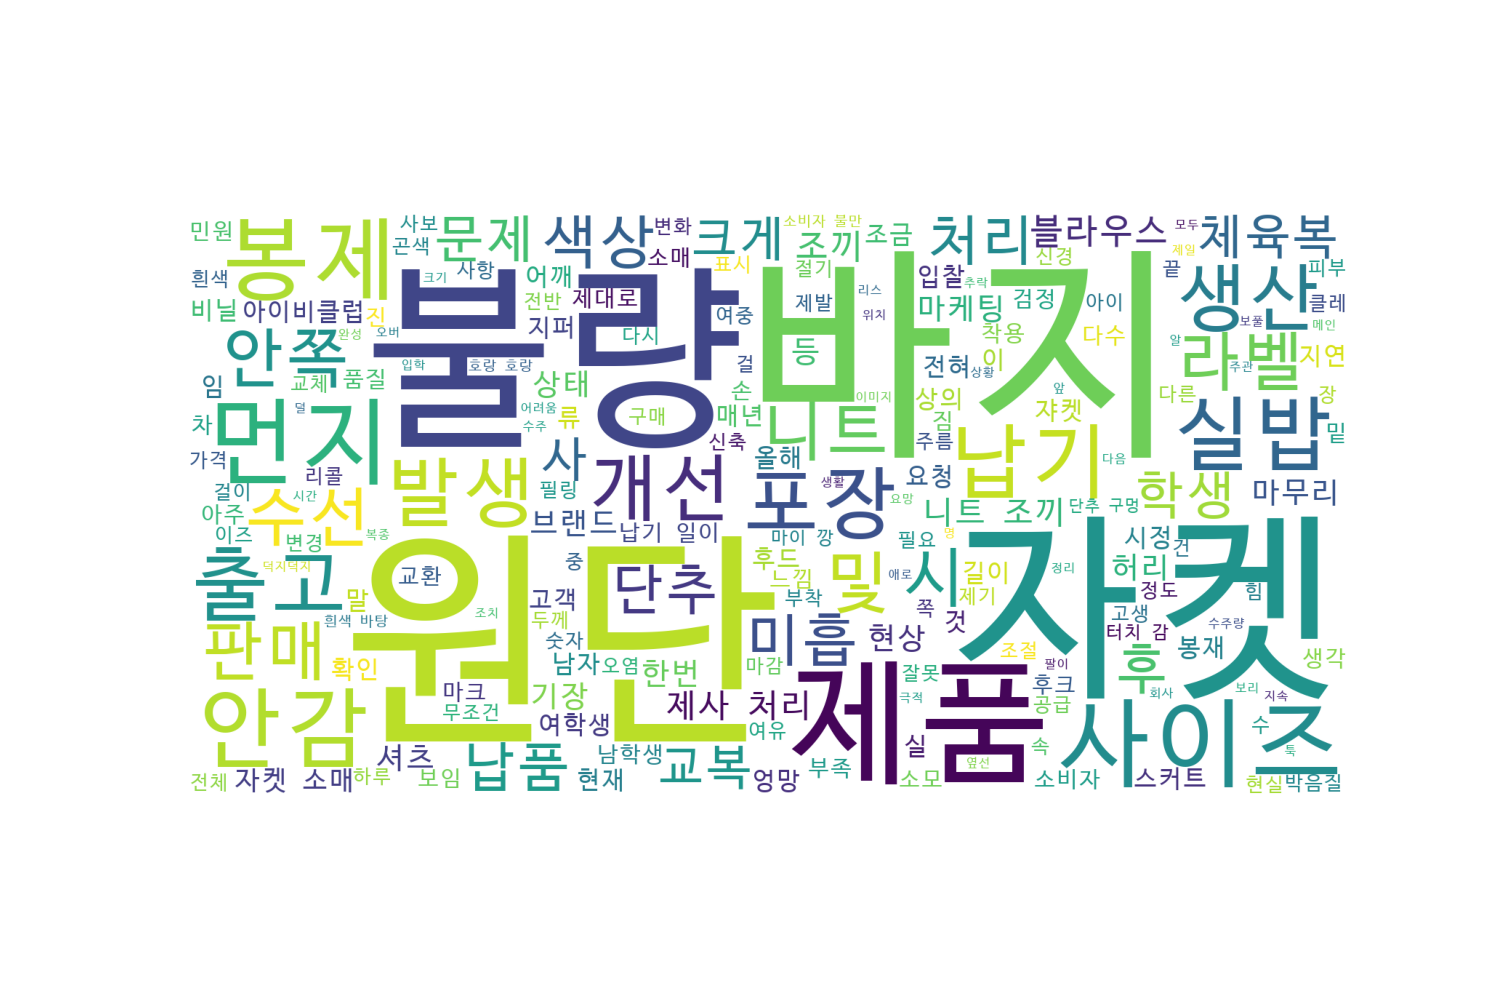 민원
봉제
사보
곤색
문제
색상
변화
소매
크게
소비자 불만
조끼
조금
처리
블라우스
모두
체육복
흰색
사항
크기
어깨
표시
절기
입찰
신경
제일
끝
피부
비닐
아이비클럽
진
전반
제대로
지퍼
여중
제발
리스
위치
추락
마케팅
검정
아이
생산
클레
메인
보풀
안쪽
완성
오버
불량
다시
바지
등
착용
다수
알
라벨
주관
지연
임
교체
품질
입학
호랑 호랑
상태
걸
손
이미지
전혀
이
상황
앞
다른
장
덜
어려움
수주
류
구매
매년
니트
상의
쟈켓
짐
차
먼지
신축
주름
납기
다음
실밥
밑
가격
리콜
발생
사
필링
개선
올해
생활
포장
요청
학생
마무리
걸이
시간
아주
수선
브랜드
납기 일이
요망
니트 조끼
단추 구멍
이즈
변경
복종
마이 깡
필요
멍
시정
건
출고
덕지덕지
교환
원단
중
단추
후드
느낌
및
시
애로
길이
정리
자켓
허리
정도
힘
말
고객
부착
제기
흰색 바탕
조치
두께
쪽
것
고생
수주량
터치 감
판매
숫자
미흡
현상
조절
후
봉재
생각
확인
남자
오염
한번
마감
제품
잘못
팔이
후크
회사
보리
지속
안감
마크
무조건
기장
여학생
제사 처리
여유
극적
공급
사이즈
수
툭
셔츠
납품
남학생
교복
실
속
전체
자켓 소매
하루
보임
현재
엉망
부족
소모
옆선
소비자
스커트
현실
박음질